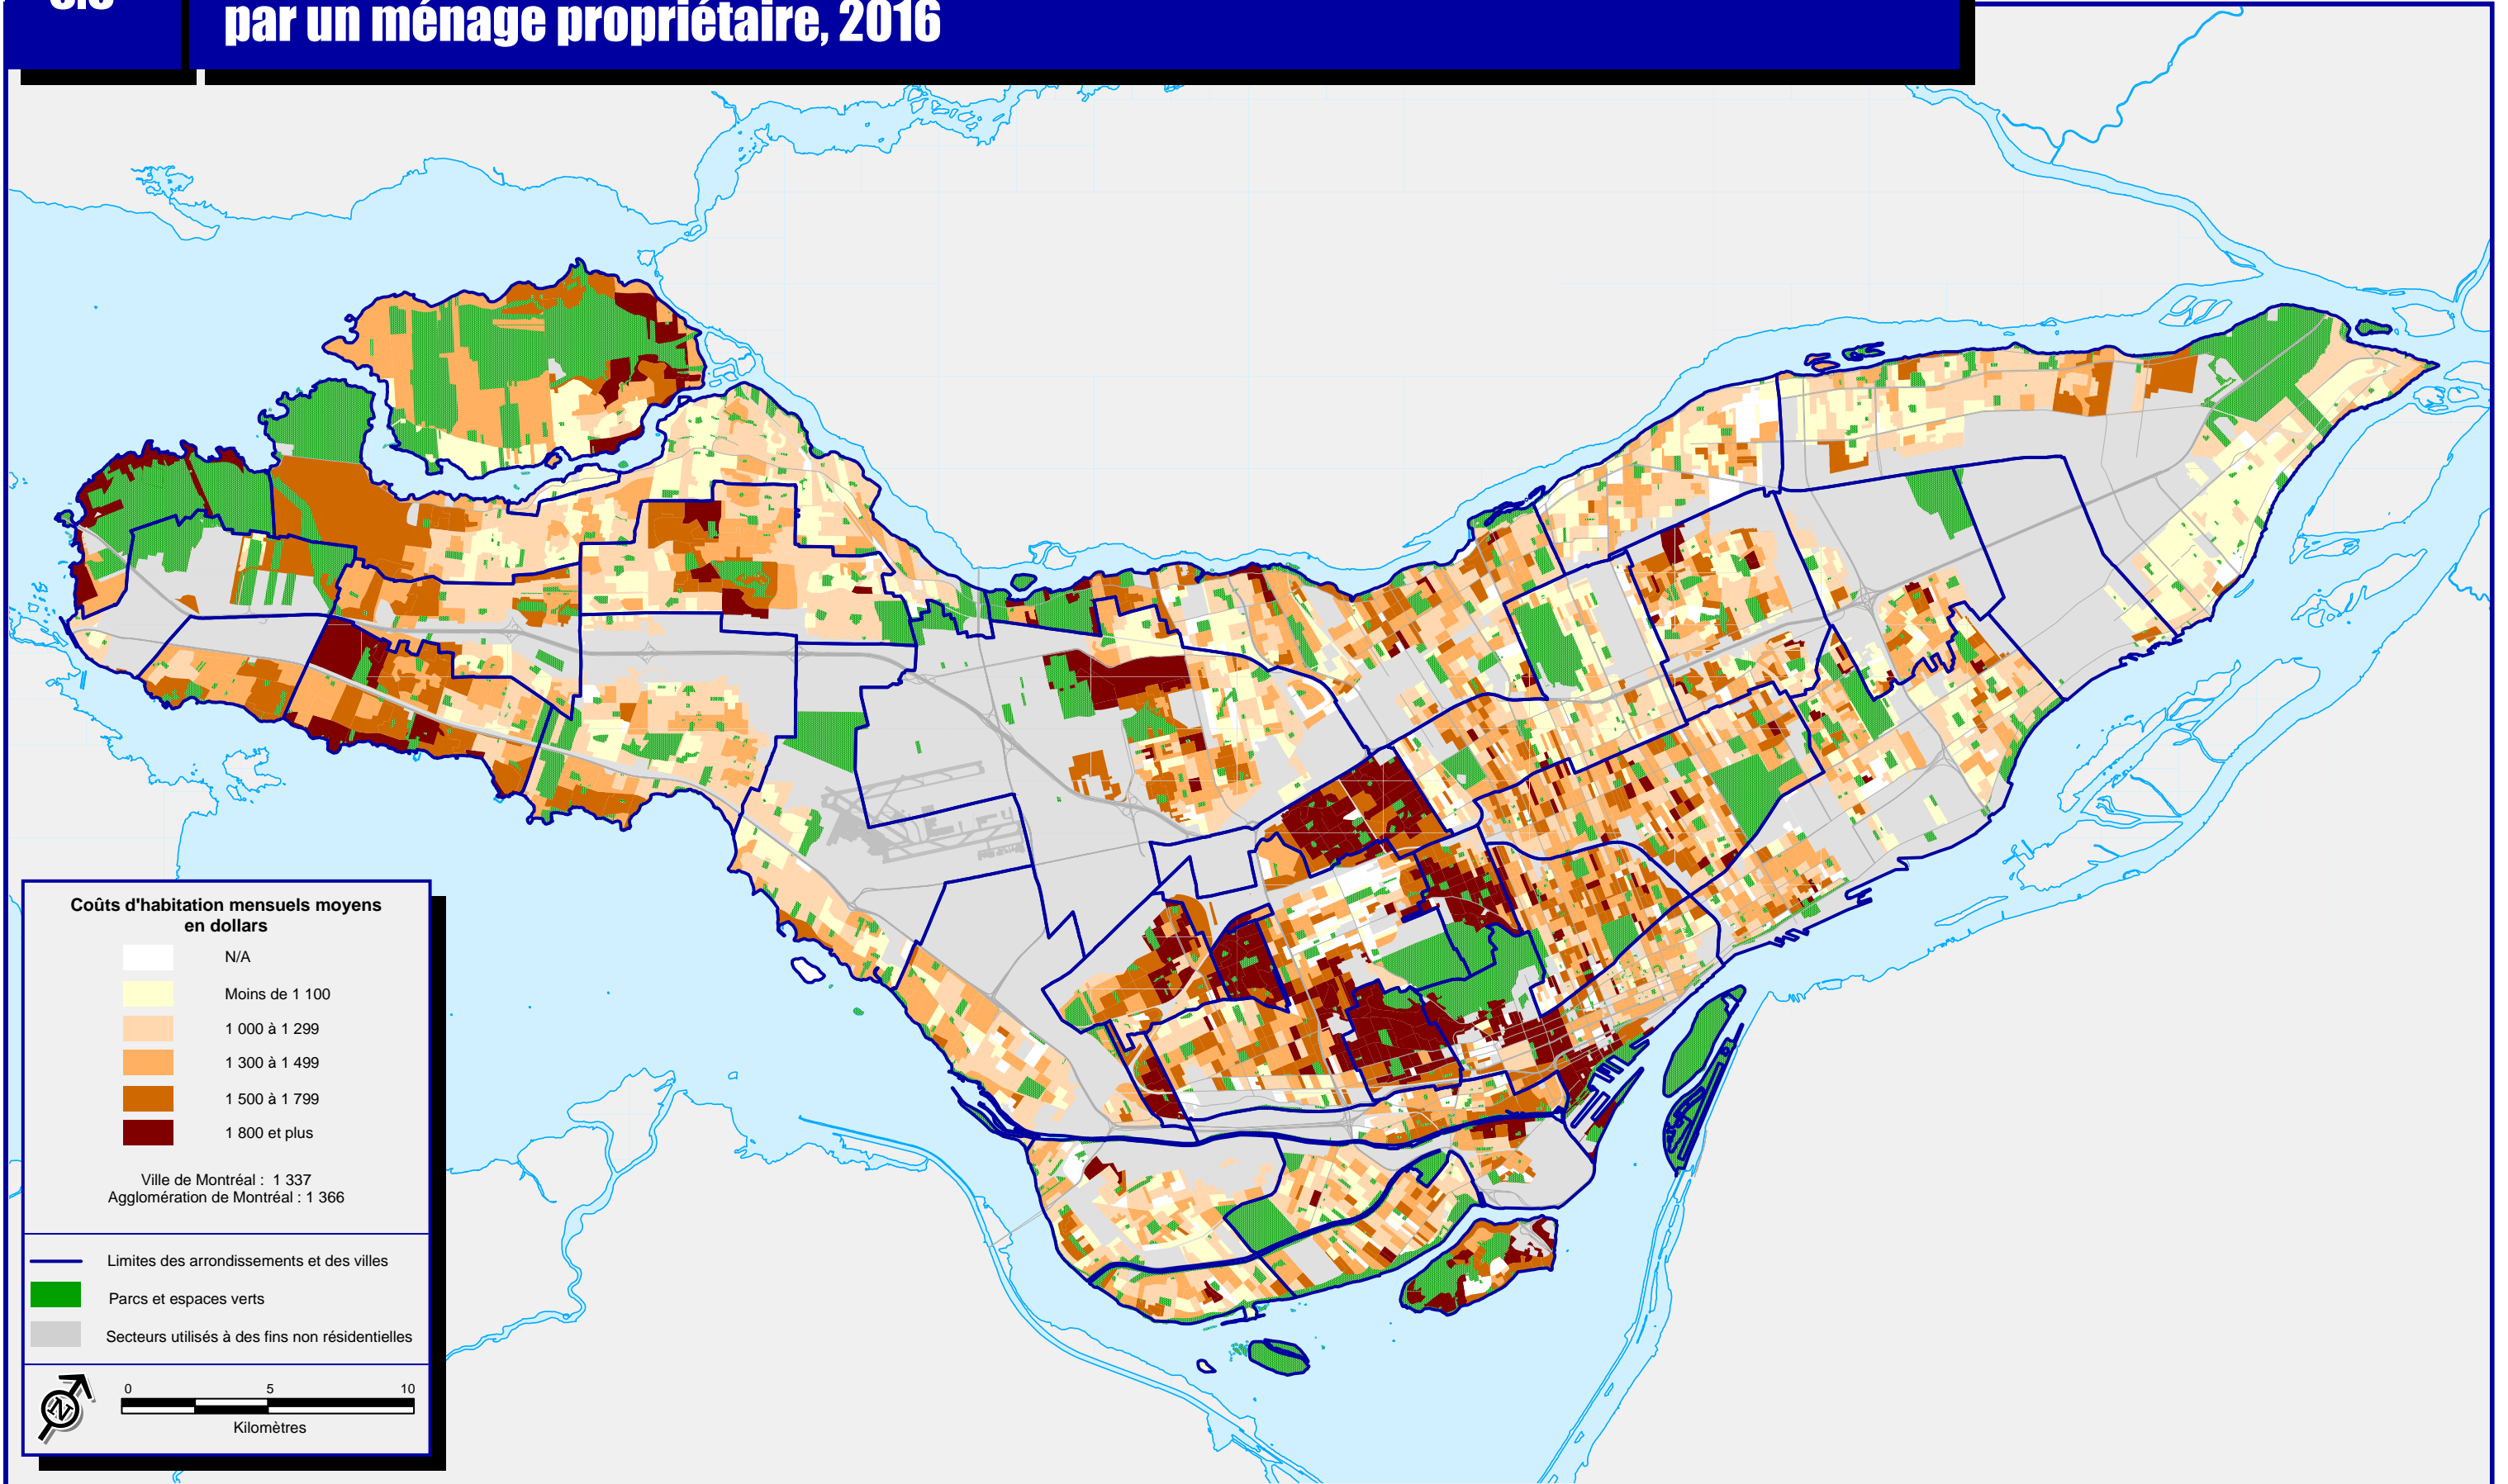 par un ménage propriétaire, 2016
Coûts d'habitation mensuels moyens
en dollars
N/A
Moins de 1 100
1 000 à 1 299
1 300 à 1 499
1 500 à 1 799
1 800 et plus
Ville de Montréal : 1 337
Agglomération de Montréal : 1 366
Limites des arrondissements et des villes
Parcs et espaces verts
Secteurs utilisés à des fins non résidentielles
0 5 10
Kilomètres
N